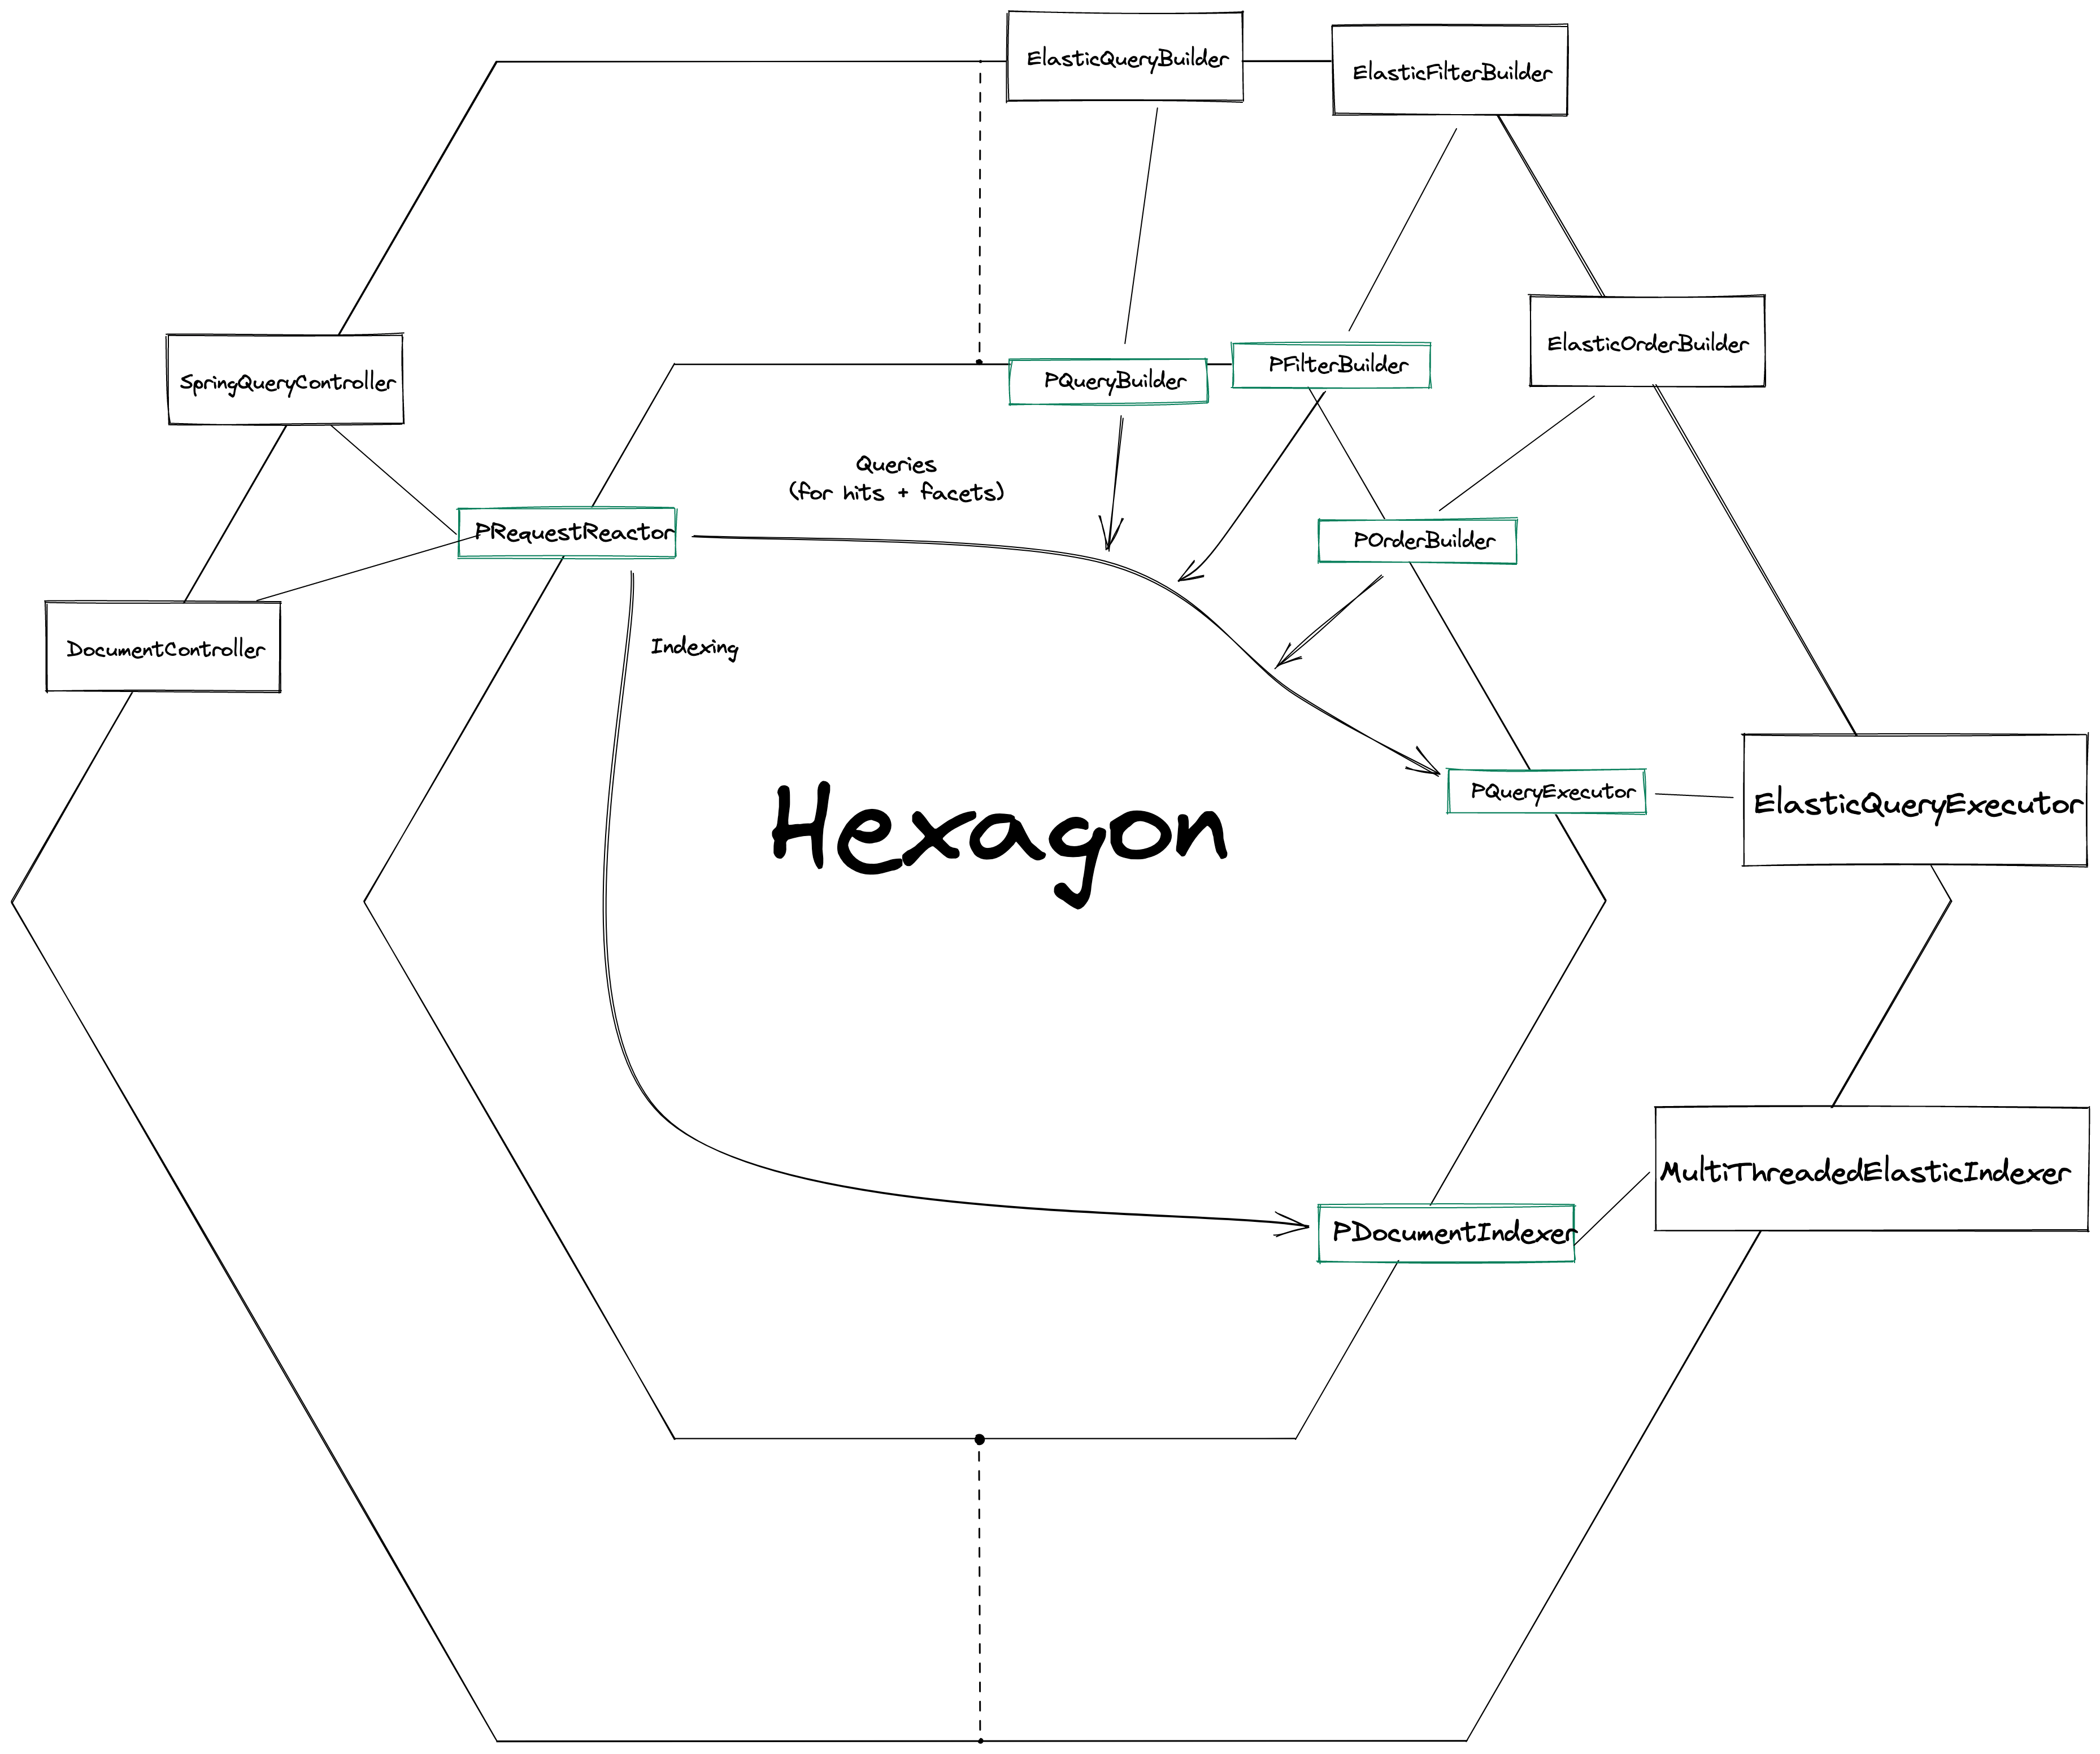 ElasticQueryBuilder
ElasticFilterBuilder
ElasticOrderBuilder
SpringQueryController
PQueryBuilder
PFilterBuilder
Queries
(for hits + facets)
PRequestReactor
POrderBuilder
DocumentController
Indexing
PQueryExecutor
ElasticQueryExecutor
Hexagon
MultiThreadedElasticIndexer
PDocumentIndexer